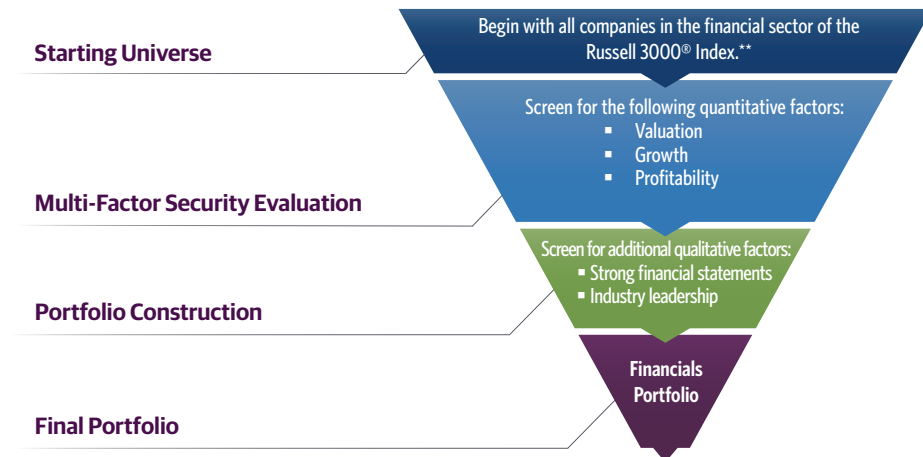 Starting Universe
Begin with all companies in the financial sector of the
Russell 3000® Index.**
Screen for the following quantitative factors:
▪ Valuation
▪ Growth
▪ Profitability
Multi-Factor Security Evaluation
Screen for additional qualitative factors:
▪ Strong financial statements
▪ Industry leadership
Portfolio Construction
Financials
Portfolio
Final Portfolio